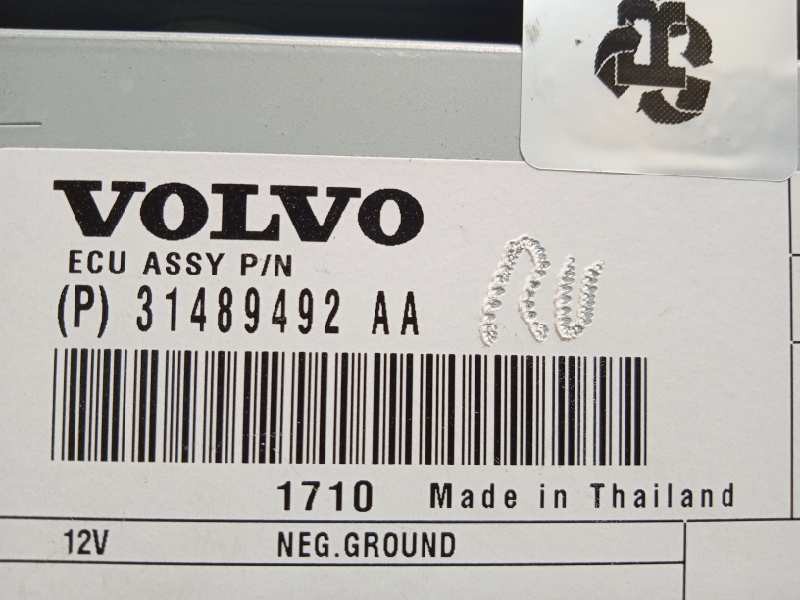 VOLVO
ECU ASSY P/N
(P) 31489492 AA
1710 Made in Thailand
12V NEG.GROUND